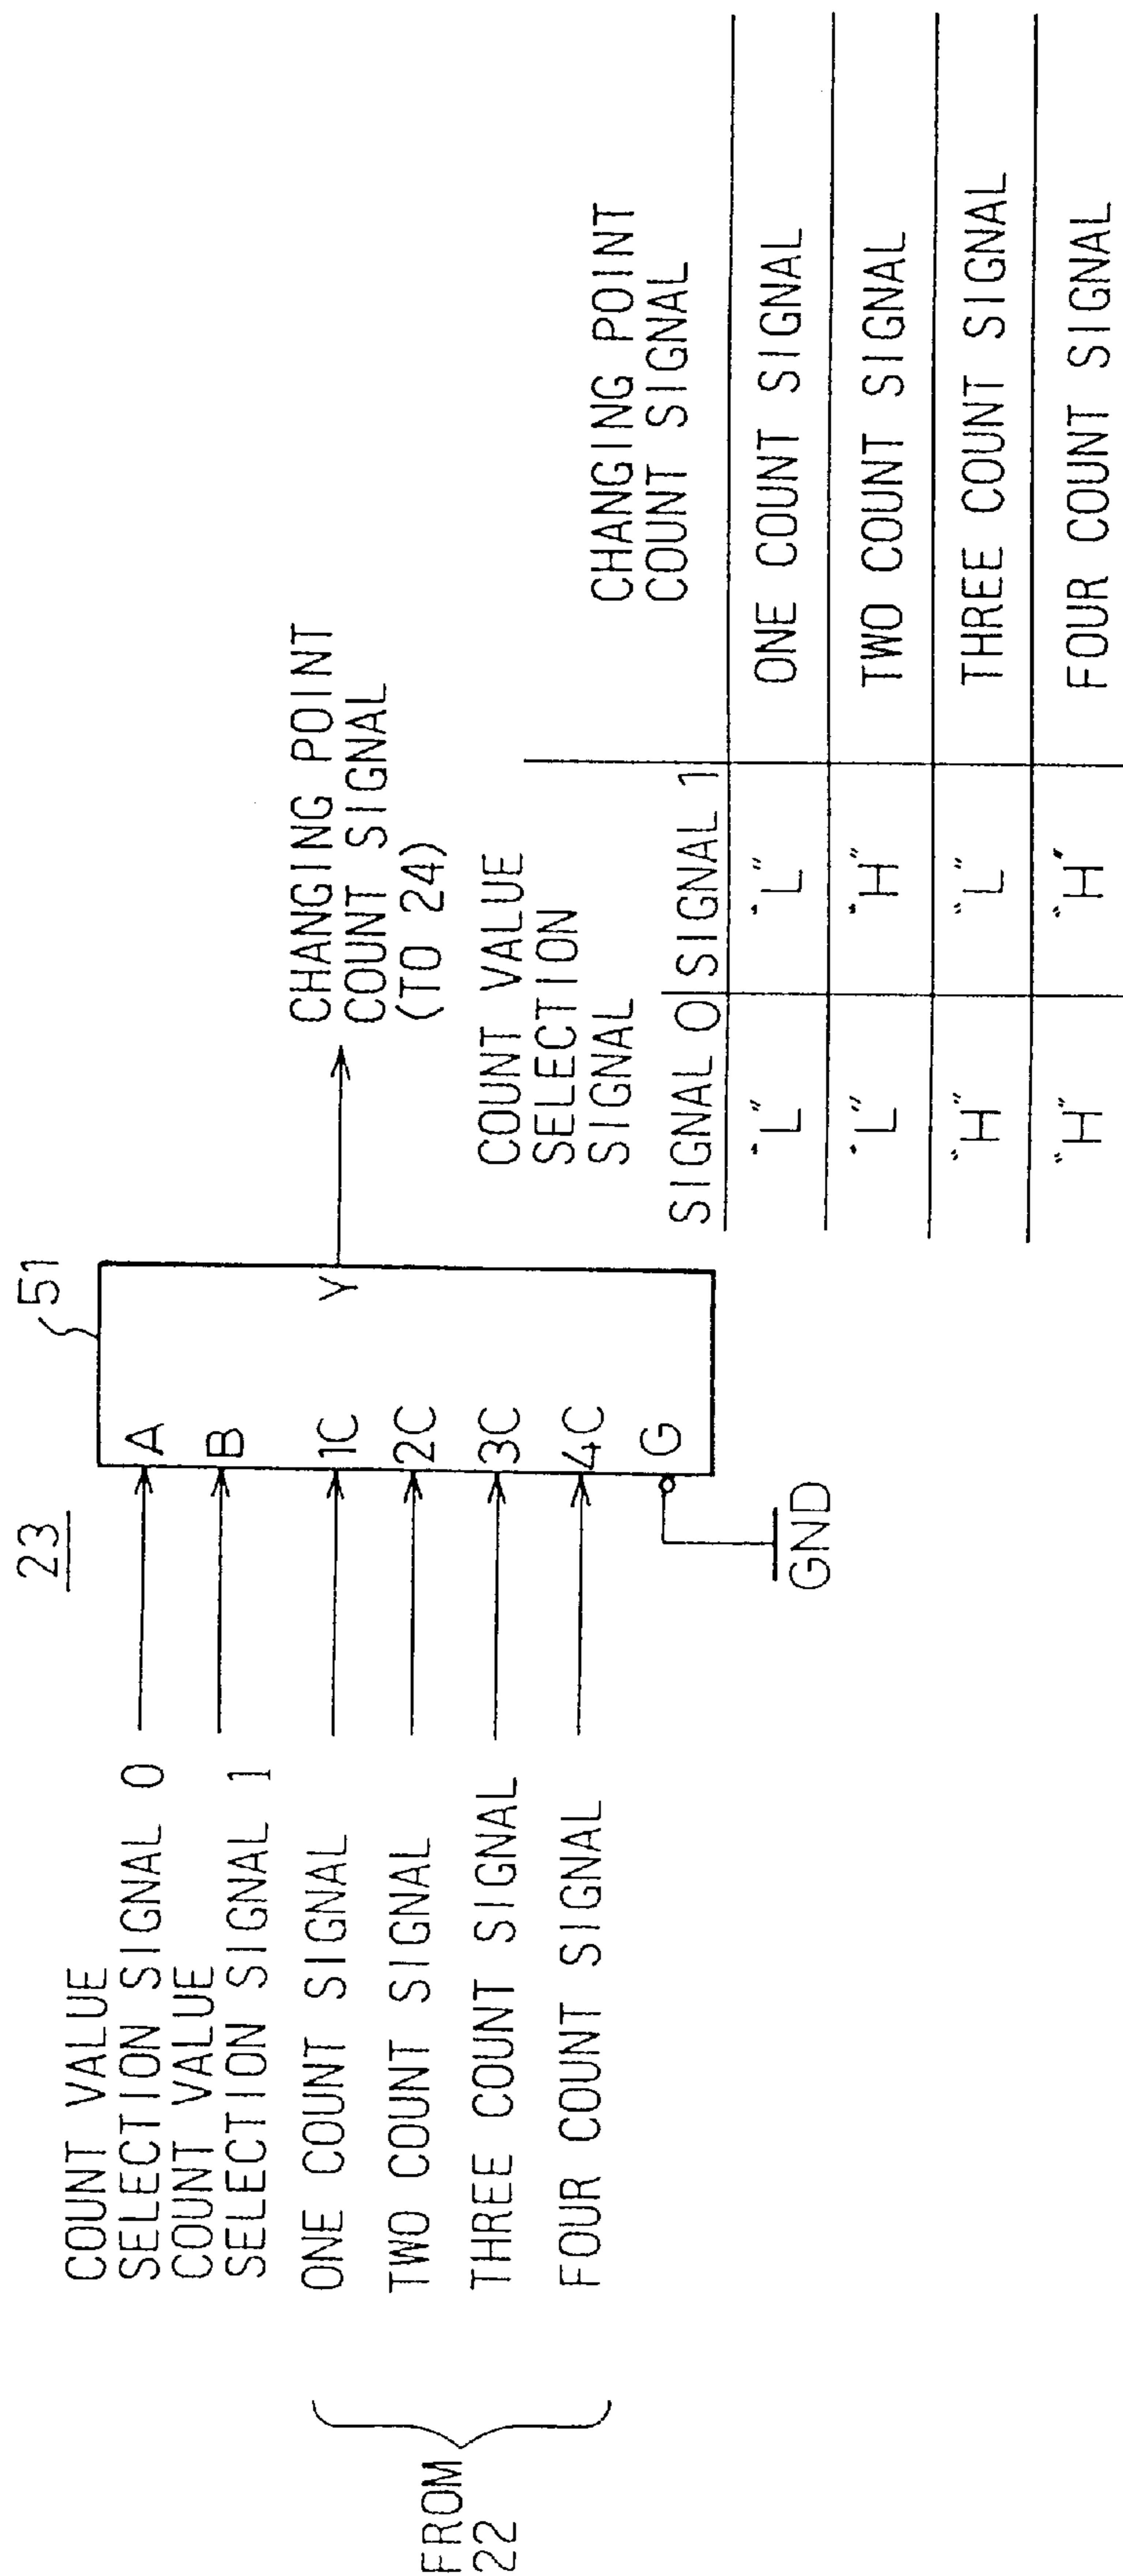 23
51
COUNT VALUE
SELECTION SIGNAL 0
COUNT VALUE
SELECTION SIGNAL 1
ONE COUNT SIGNAL
TWO COUNT SIGNAL
THREE COUNT SIGNAL
FOUR COUNT SIGNAL
FROM
22
A
B
1C
2C
3C
4C
G
Y
GND
CHANGING POINT
COUNT SIGNAL
(TO 24)
COUNT VALUE
SELECTION
SIGNAL
CHANGING POINT
COUNT SIGNAL
SIGNAL 0 SIGNAL 1
"L" "L" ONE COUNT SIGNAL
"L" "H" TWO COUNT SIGNAL
"H" "L" THREE COUNT SIGNAL
"H" "H" FOUR COUNT SIGNAL